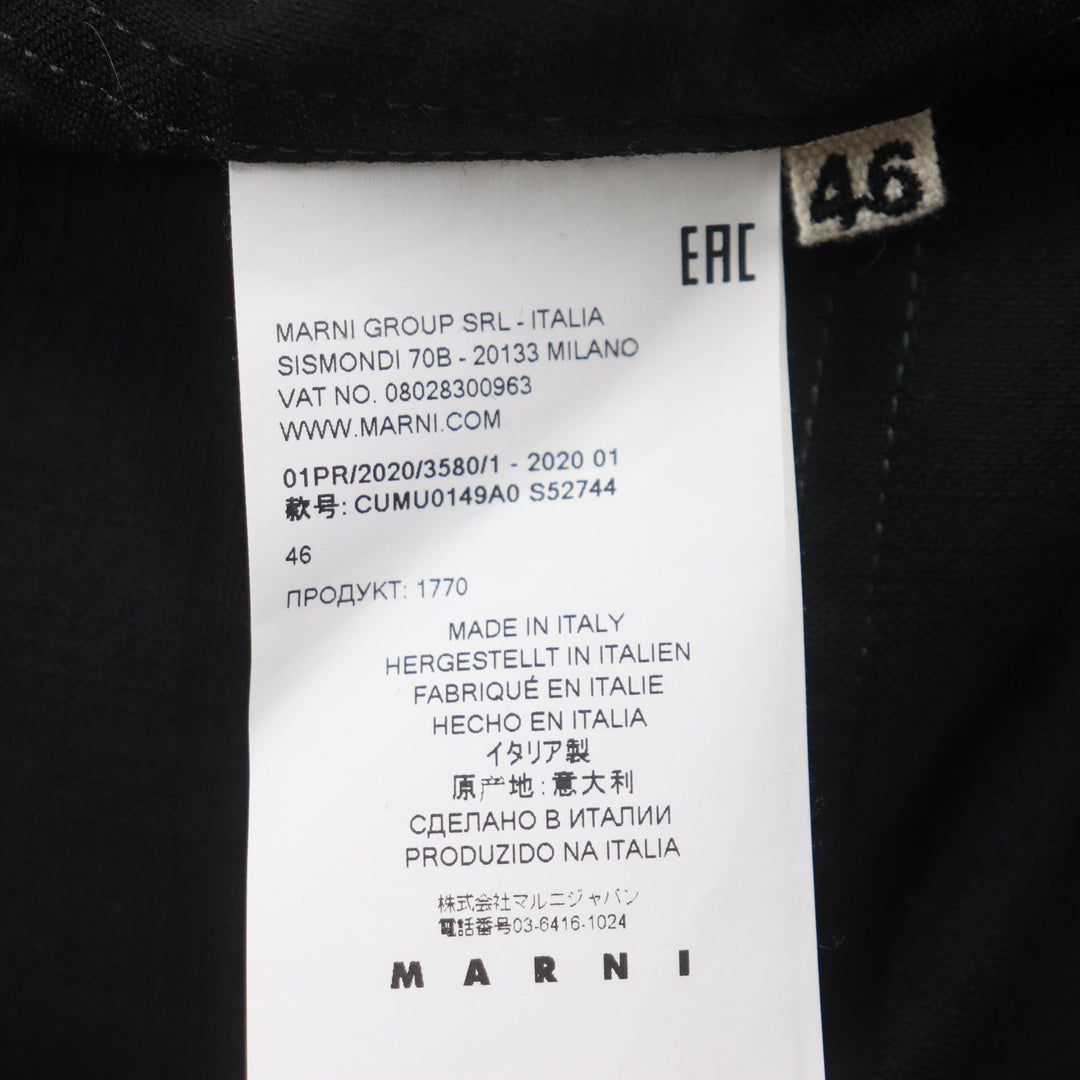 46
EAC
MARNI GROUP SRL - ITALIA
SISMONDI 70B - 20133 MILANO
VAT NO. 08028300963
WWW.MARNI.COM
01PR/2020/3580/1 - 2020 01
款号: CUMU0149A0 S52744
46
ПРОДУКТ: 1770
MADE IN ITALY
HERGESTELLT IN ITALIEN
FABRIQUÉ EN ITALIE
HECHO EN ITALIA
イタリア製
原产地: 意大利
СДЕЛАНО В ИТАЛИИ
PRODUZIDO NA ITALIA
株式会社マルニジャパン
電話番号03-6416-1024
MARNI